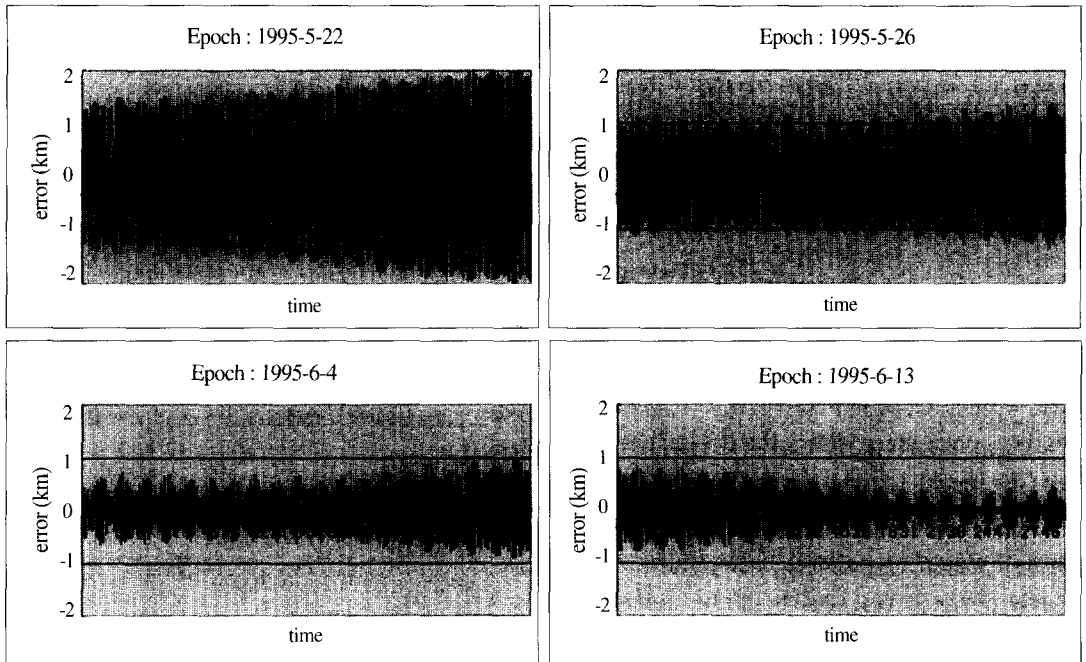 Epoch : 1995-5-22
2
1
0
-1
-2
error (km)
time
Epoch : 1995-5-26
2
1
0
-1
-2
error (km)
time
Epoch : 1995-6-4
2
1
0
-1
-2
error (km)
time
Epoch : 1995-6-13
2
1
0
-1
-2
error (km)
time